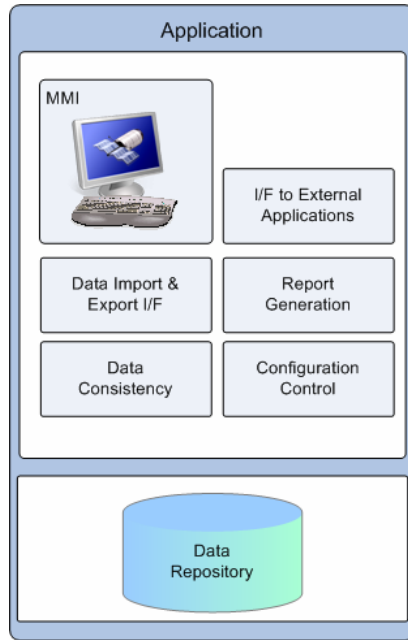 Application
MMI
I/F to External
Applications
Data Import &
Export I/F
Report
Generation
Data
Consistency
Configuration
Control
Data
Repository